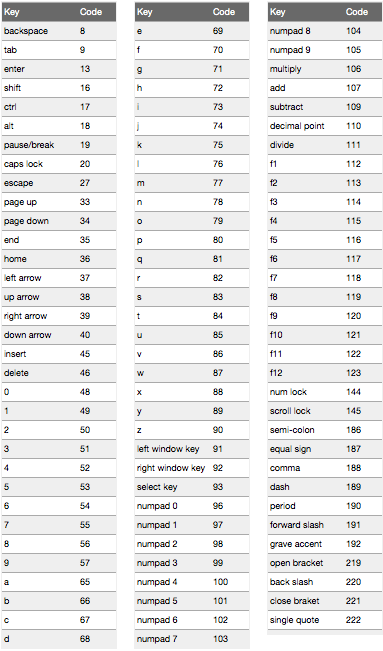 Key Code
backspace 8
tab 9
enter 13
shift 16
ctrl 17
alt 18
pause/break 19
caps lock 20
escape 27
page up 33
page down 34
end 35
home 36
left arrow 37
up arrow 38
right arrow 39
down arrow 40
insert 45
delete 46
0 48
1 49
2 50
3 51
4 52
5 53
6 54
7 55
8 56
9 57
a 65
b 66
c 67
d 68
Key Code
e 69
f 70
g 71
h 72
i 73
j 74
k 75
l 76
m 77
n 78
o 79
p 80
q 81
r 82
s 83
t 84
u 85
v 86
w 87
x 88
y 89
z 90
left window key 91
right window key 92
select key 93
numpad 0 96
numpad 1 97
numpad 2 98
numpad 3 99
numpad 4 100
numpad 5 101
numpad 6 102
numpad 7 103
Key Code
numpad 8 104
numpad 9 105
multiply 106
add 107
subtract 109
decimal point 110
divide 111
f1 112
f2 113
f3 114
f4 115
f5 116
f6 117
f7 118
f8 119
f9 120
f10 121
f11 122
f12 123
num lock 144
scroll lock 145
semi-colon 186
equal sign 187
comma 188
dash 189
period 190
forward slash 191
grave accent 192
open bracket 219
back slash 220
close braket 221
single quote 222